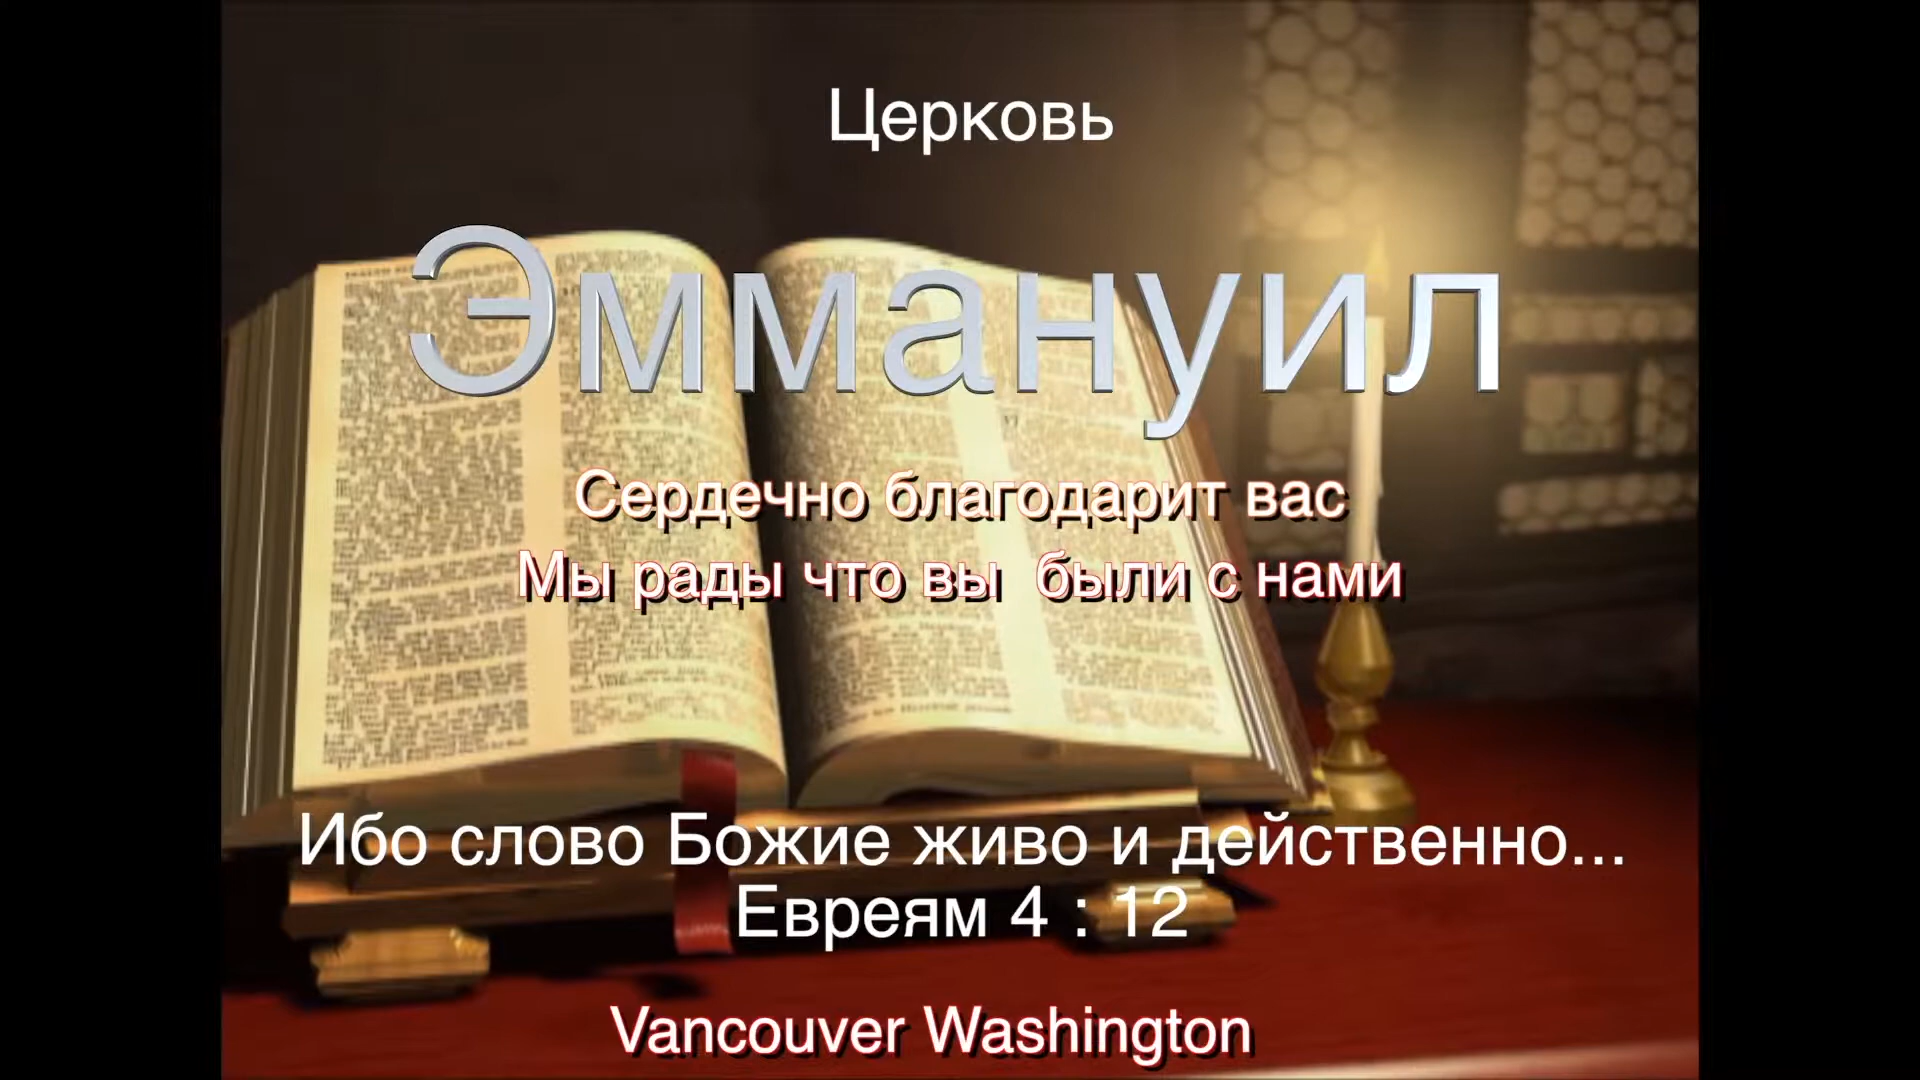 Церковь
Эммануил
Сердечно благодарит вас
Мы рады что вы были с нами
Ибо слово Божие живо и действенно...
Евреям 4 : 12
Vancouver Washington